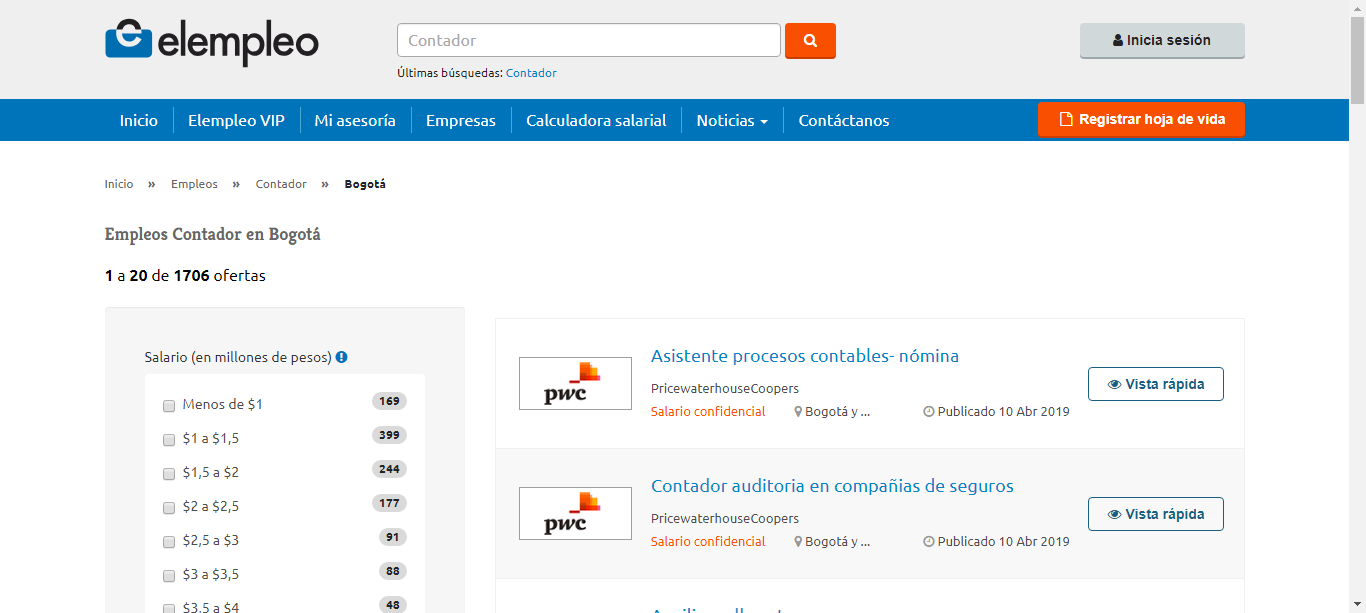 elempleo
Contador
Inicia sesión
Últimas búsquedas: Contador
Inicio Elempleo VIP Mi asesoría Empresas Calculadora salarial Noticias Contáctanos
Registrar hoja de vida
Inicio » Empleos » Contador » Bogotá
Empleos Contador en Bogotá
1 a 20 de 1706 ofertas
Salario (en millones de pesos)
Menos de $1 169
$1 a $1,5 399
$1,5 a $2 244
$2 a $2,5 177
$2,5 a $3 91
$3 a $3,5 88
$3,5 a $4 48
pwc
Asistente procesos contables- nómina
PricewaterhouseCoopers
Salario confidencial Bogotá y ... Publicado 10 Abr 2019
Vista rápida
pwc
Contador auditoria en compañias de seguros
PricewaterhouseCoopers
Salario confidencial Bogotá y ... Publicado 10 Abr 2019
Vista rápida